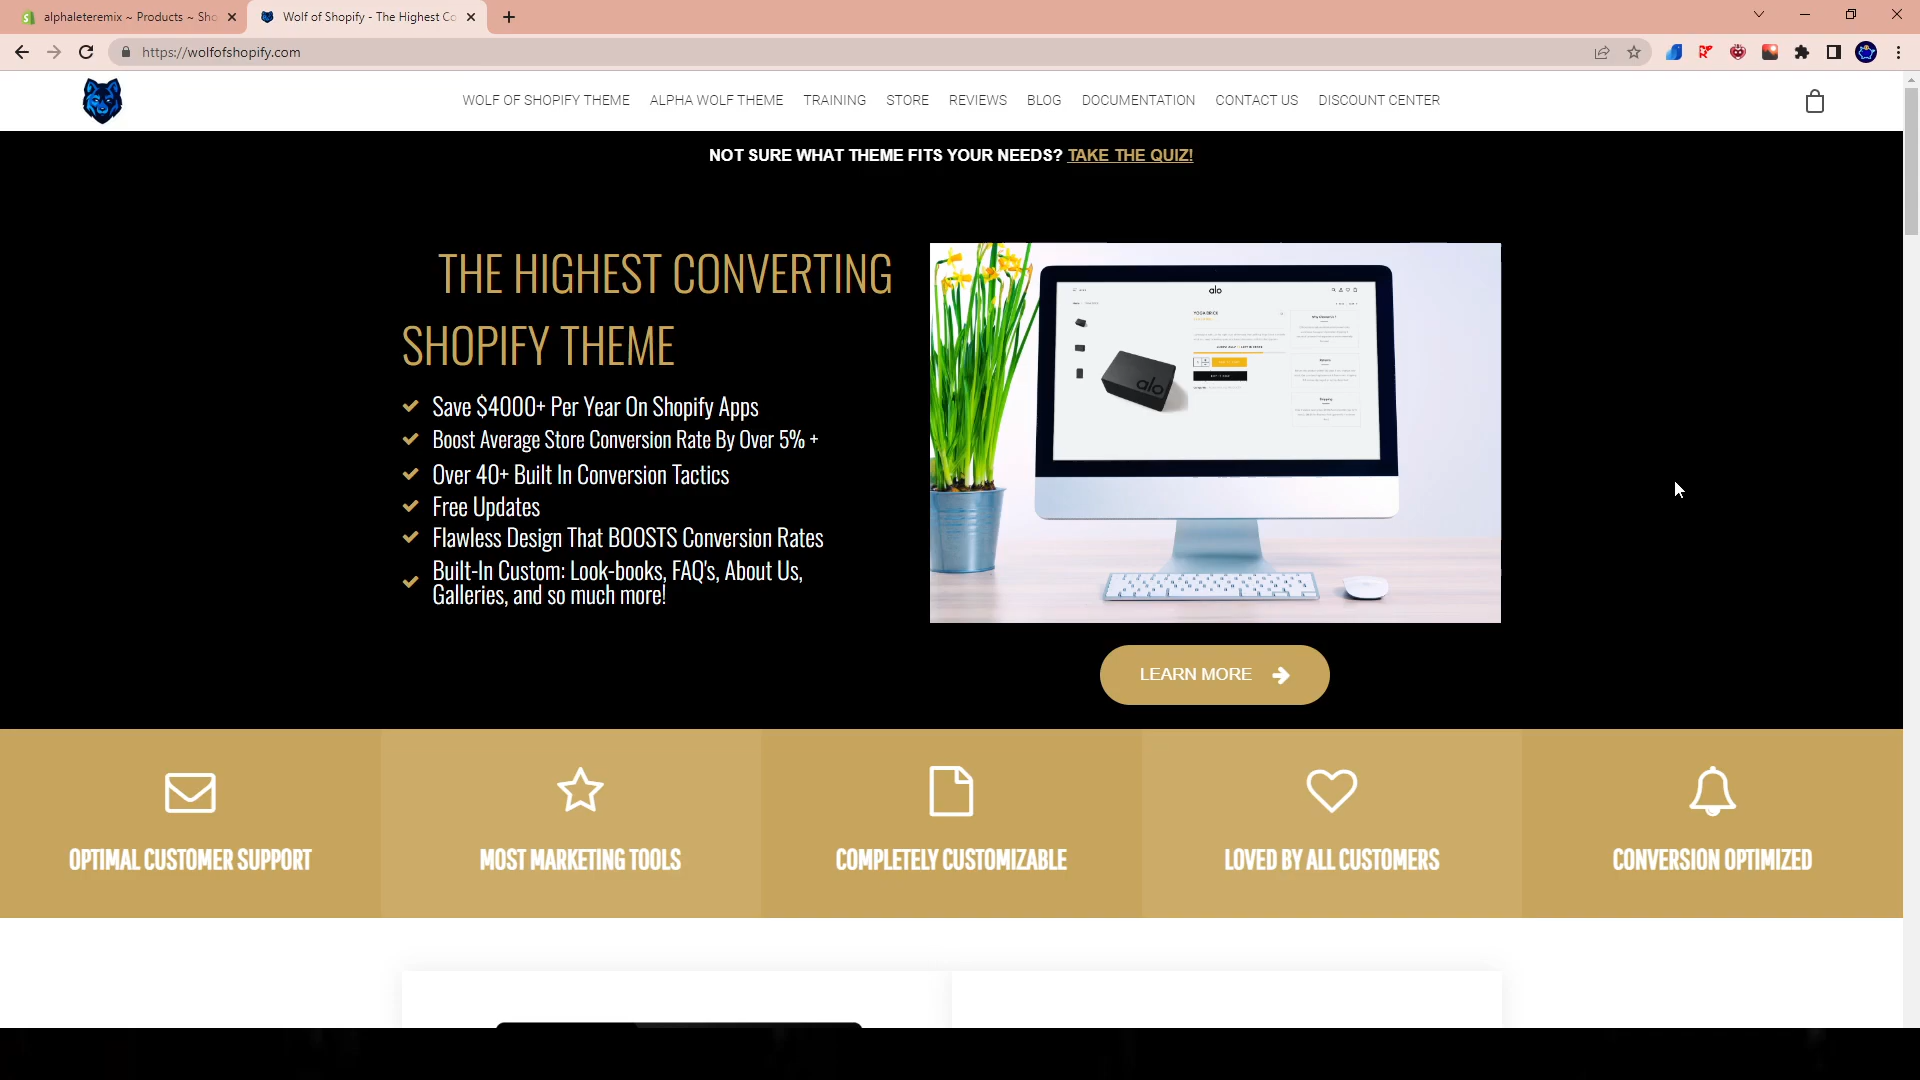 alphaleteremix ~ Products ~ Sho
Wolf of Shopify - The Highest Co
https://wolfofshopify.com
WOLF OF SHOPIFY THEME
ALPHA WOLF THEME
TRAINING
STORE
REVIEWS
BLOG
DOCUMENTATION
CONTACT US
DISCOUNT CENTER
NOT SURE WHAT THEME FITS YOUR NEEDS? TAKE THE QUIZ!
THE HIGHEST CONVERTING
SHOPIFY THEME
Save $4000+ Per Year On Shopify Apps
Boost Average Store Conversion Rate By Over 5% +
Over 40+ Built In Conversion Tactics
Free Updates
Flawless Design That BOOSTS Conversion Rates
Built-In Custom: Look-books, FAQ's, About Us,
Galleries, and so much more!
alo
YOGA BRICK
alo
LEARN MORE
OPTIMAL CUSTOMER SUPPORT
MOST MARKETING TOOLS
COMPLETELY CUSTOMIZABLE
LOVED BY ALL CUSTOMERS
CONVERSION OPTIMIZED